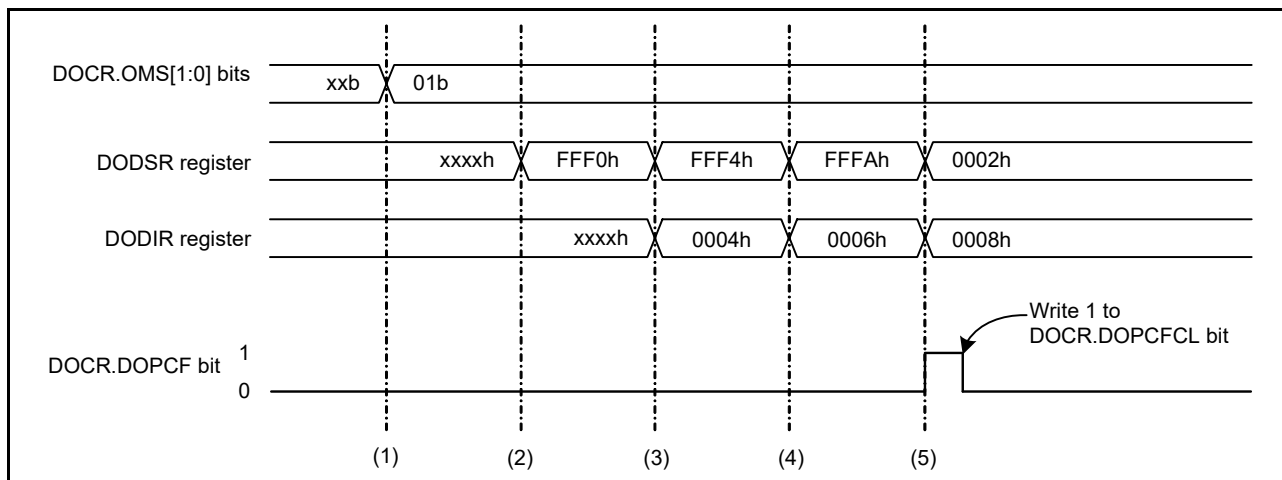 DOCR.OMS[1:0] bits
xxb
01b
DODSR register
xxxxh
FFF0h
FFF4h
FFFAh
0002h
DODIR register
xxxxh
0004h
0006h
0008h
Write 1 to
DOCR.DOPCFCL bit
DOCR.DOPCF bit
1
0
(1)
(2)
(3)
(4)
(5)